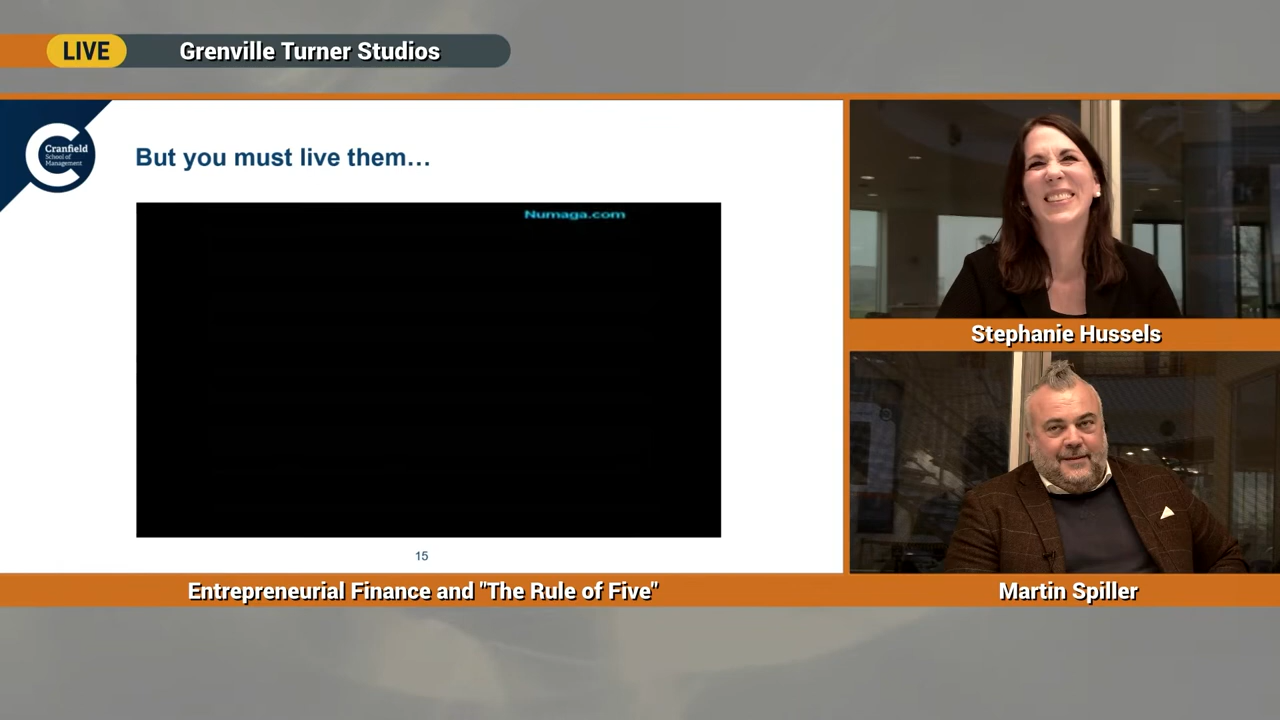 LIVE
Grenville Turner Studios
Cranfield
School of
Management
But you must live them…
Numaga.com
15
Stephanie Hussels
Entrepreneurial Finance and "The Rule of Five"
Martin Spiller